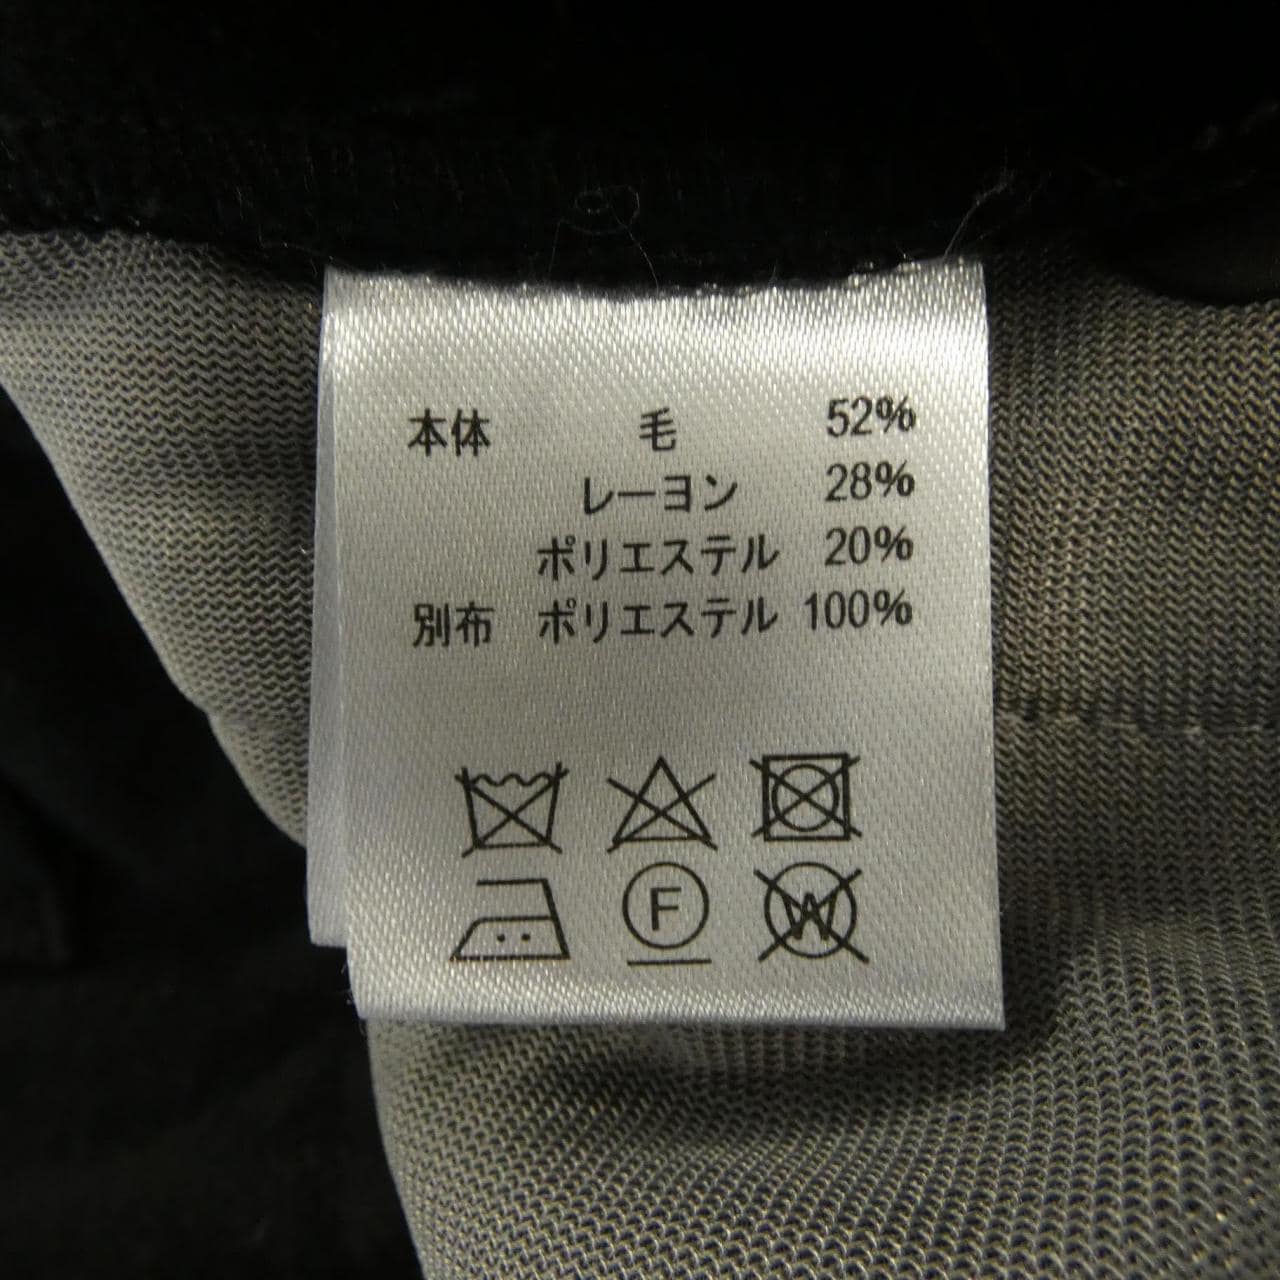 本体 毛 52%
レーヨン 28%
ポリエステル 20%
別布 ポリエステル 100%
F W